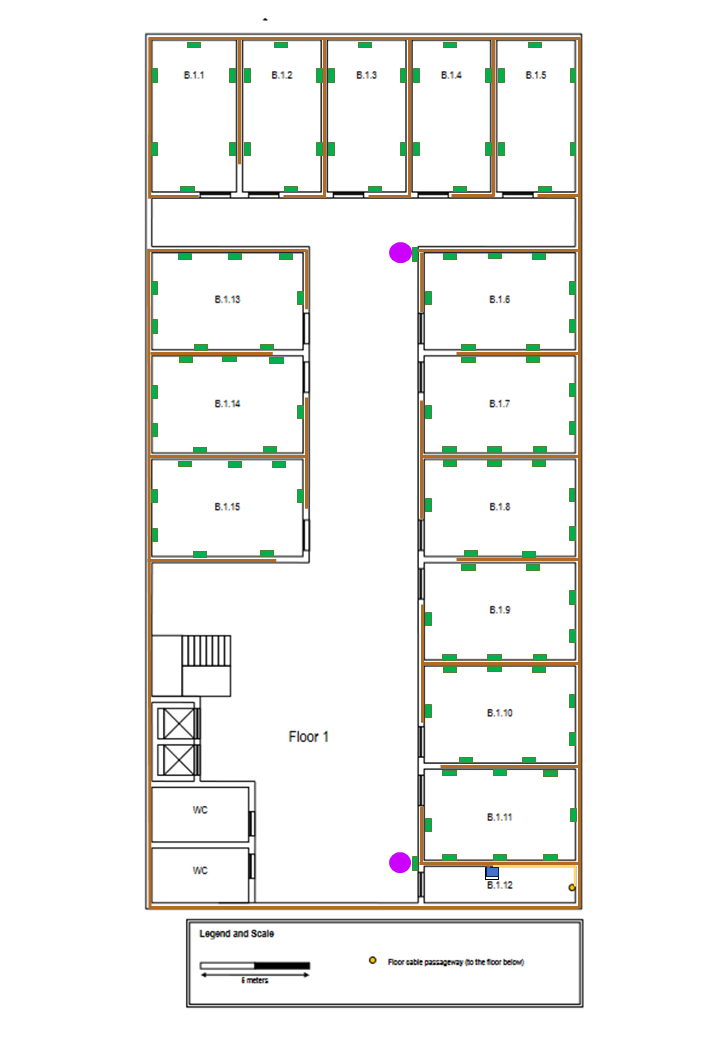 B.1.1 B.1.2 B.1.3 B.1.4 B.1.5
B.1.13 B.1.6
B.1.14 B.1.7
B.1.15 B.1.8
B.1.9
B.1.10
Floor 1
WC
B.1.11
WC
B.1.12
Legend and Scale
Floor cable passageway (to the floor below)
6 meters